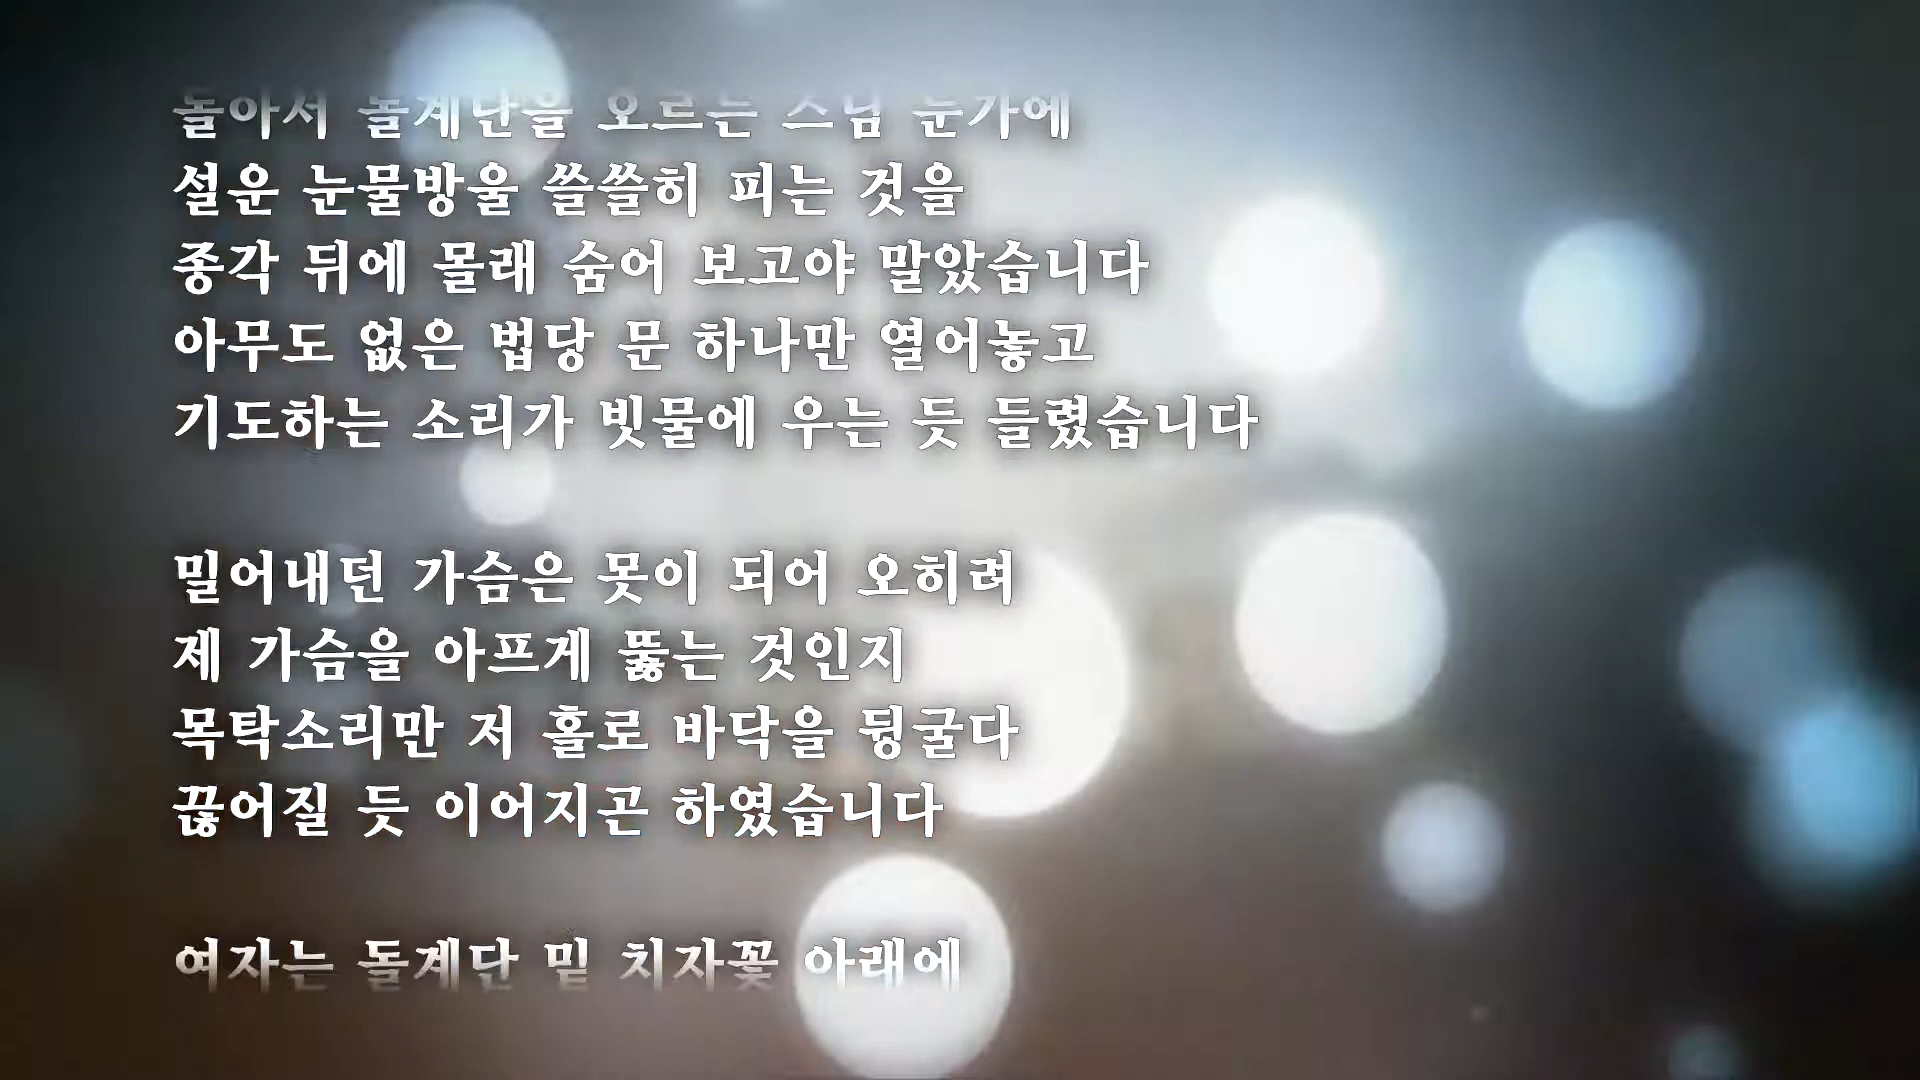 돌아서 돌계단을 오르는 스님 눈가에
설운 눈물방울 쓸쓸히 피는 것을
종각 뒤에 몰래 숨어 보고야 말았습니다
아무도 없은 법당 문 하나만 열어놓고
기도하는 소리가 빗물에 우는 듯 들렸습니다
밀어내던 가슴은 못이 되어 오히려
제 가슴을 아프게 뚫는 것인지
목탁소리만 저 홀로 바닥을 뒹굴다
끊어질 듯 이어지곤 하였습니다
여자는 돌계단 밑 치자꽃 아래에